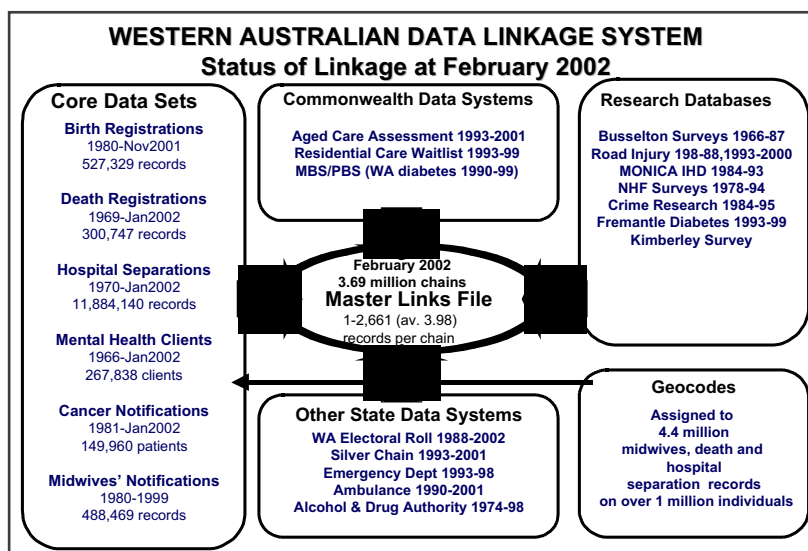 WESTERN AUSTRALIAN DATA LINKAGE SYSTEM
Status of Linkage at February 2002
Core Data Sets
Birth Registrations
1980-Nov2001
527,329 records
Death Registrations
1969-Jan2002
300,747 records
Hospital Separations
1970-Jan2002
11,884,140 records
Mental Health Clients
1966-Jan2002
267,838 clients
Cancer Notifications
1981-Jan2002
149,960 patients
Midwives' Notifications
1980-1999
488,469 records
Commonwealth Data Systems
Aged Care Assessment 1993-2001
Residential Care Waitlist 1993-99
MBS/PBS (WA diabetes 1990-99)
February 2002
3.69 million chains
Master Links File
1-2,661 (av. 3.98)
records per chain
Other State Data Systems
WA Electoral Roll 1988-2002
Silver Chain 1993-2001
Emergency Dept 1993-98
Ambulance 1990-2001
Alcohol & Drug Authority 1974-98
Research Databases
Busselton Surveys 1966-87
Road Injury 198-88,1993-2000
MONICA IHD 1984-93
NHF Surveys 1978-94
Crime Research 1984-95
Fremantle Diabetes 1993-99
Kimberley Survey
Geocodes
Assigned to
4.4 million
midwives, death and
hospital
separation records
on over 1 million individuals